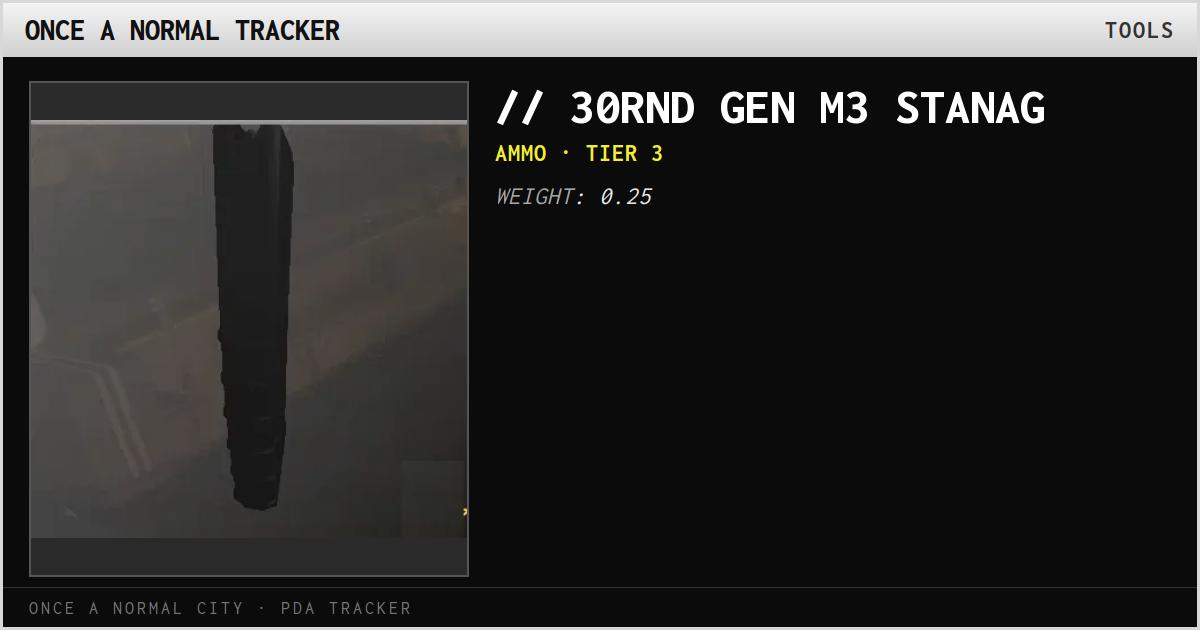 ONCE A NORMAL TRACKER
TOOLS
// 30RND GEN M3 STANAG
AMMO · TIER 3
WEIGHT: 0.25
ONCE A NORMAL CITY · PDA TRACKER